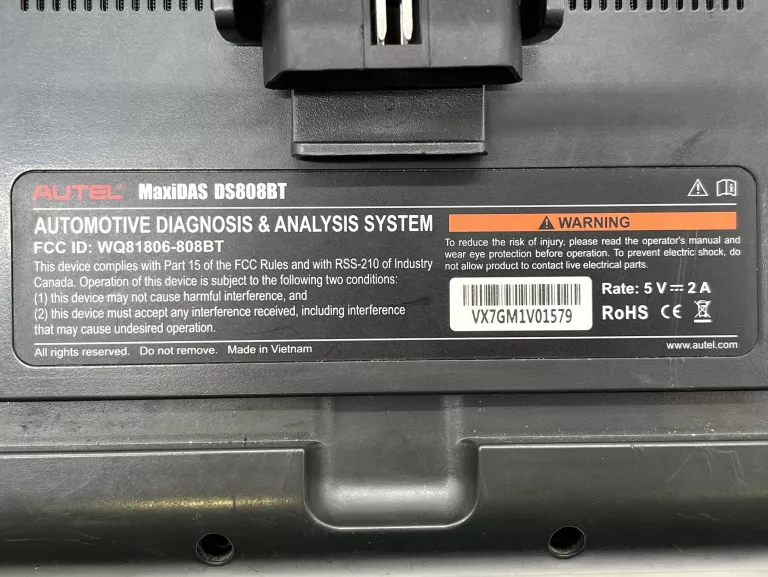 AUTEL® MaxiDAS DS808BT
AUTOMOTIVE DIAGNOSIS & ANALYSIS SYSTEM
FCC ID: WQ81806-808BT
This device complies with Part 15 of the FCC Rules and with RSS-210 of Industry
Canada. Operation of this device is subject to the following two conditions:
(1) this device may not cause harmful interference, and
(2) this device must accept any interference received, including interference
that may cause undesired operation.
WARNING
To reduce the risk of injury, please read the operator's manual and
wear eye protection before operation. To prevent electric shock, do
not allow product to contact live electrical parts.
VX7GM1V01579
Rate: 5 V⎓2 A
RoHS CE
All rights reserved. Do not remove. Made in Vietnam
www.autel.com